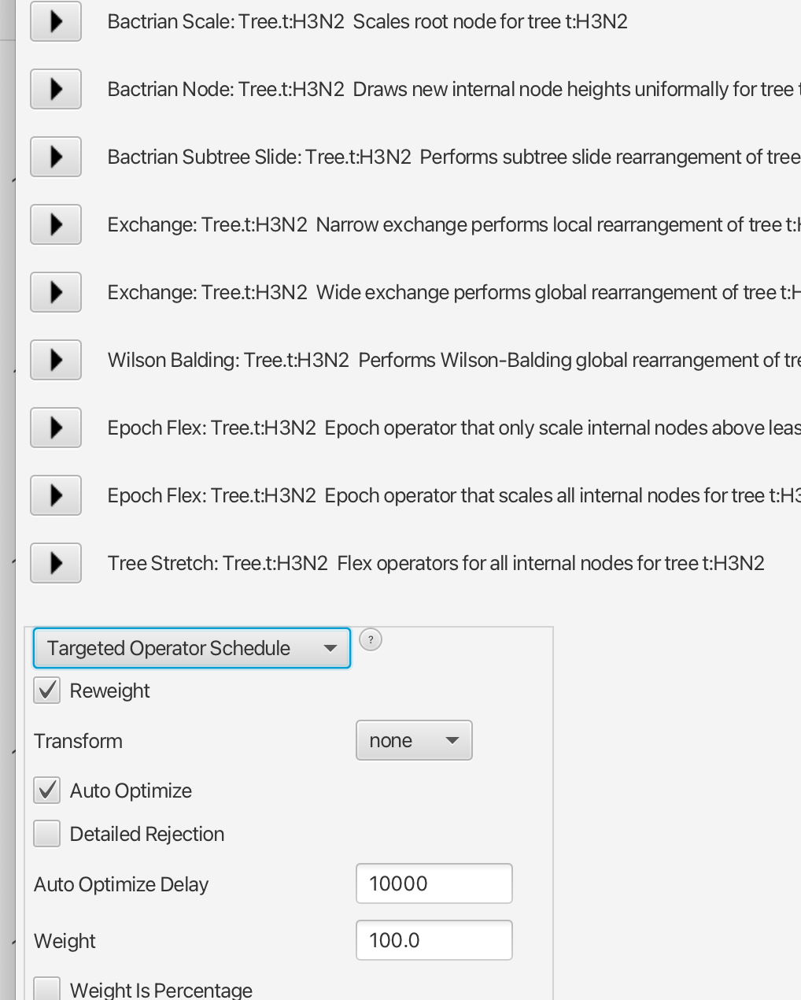 Bactrian Scale: Tree.t:H3N2 Scales root node for tree t:H3N2
Bactrian Node: Tree.t:H3N2 Draws new internal node heights uniformally for tree
Bactrian Subtree Slide: Tree.t:H3N2 Performs subtree slide rearrangement of tree
Exchange: Tree.t:H3N2 Narrow exchange performs local rearrangement of tree
Exchange: Tree.t:H3N2 Wide exchange performs global rearrangement of tree
Wilson Balding: Tree.t:H3N2 Performs Wilson-Balding global rearrangement of
Epoch Flex: Tree.t:H3N2 Epoch operator that only scale internal nodes above
Epoch Flex: Tree.t:H3N2 Epoch operator that scales all internal nodes for tree
Tree Stretch: Tree.t:H3N2 Flex operators for all internal nodes for tree t:H3N2
Targeted Operator Schedule ?
Reweight
Transform none
Auto Optimize
Detailed Rejection
Auto Optimize Delay 10000
Weight 100.0
Weight Is Percentage